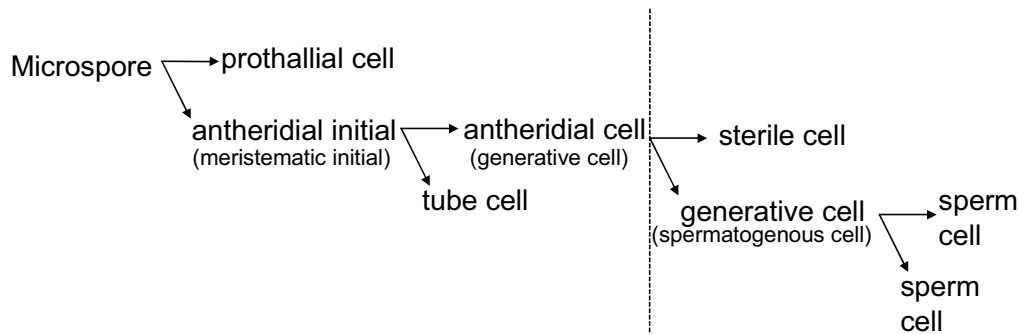 Microspore
prothallial cell
antheridial initial
(meristematic initial)
antheridial cell
(generative cell)
tube cell
sterile cell
generative cell
(spermatogenous cell)
sperm
cell
sperm
cell